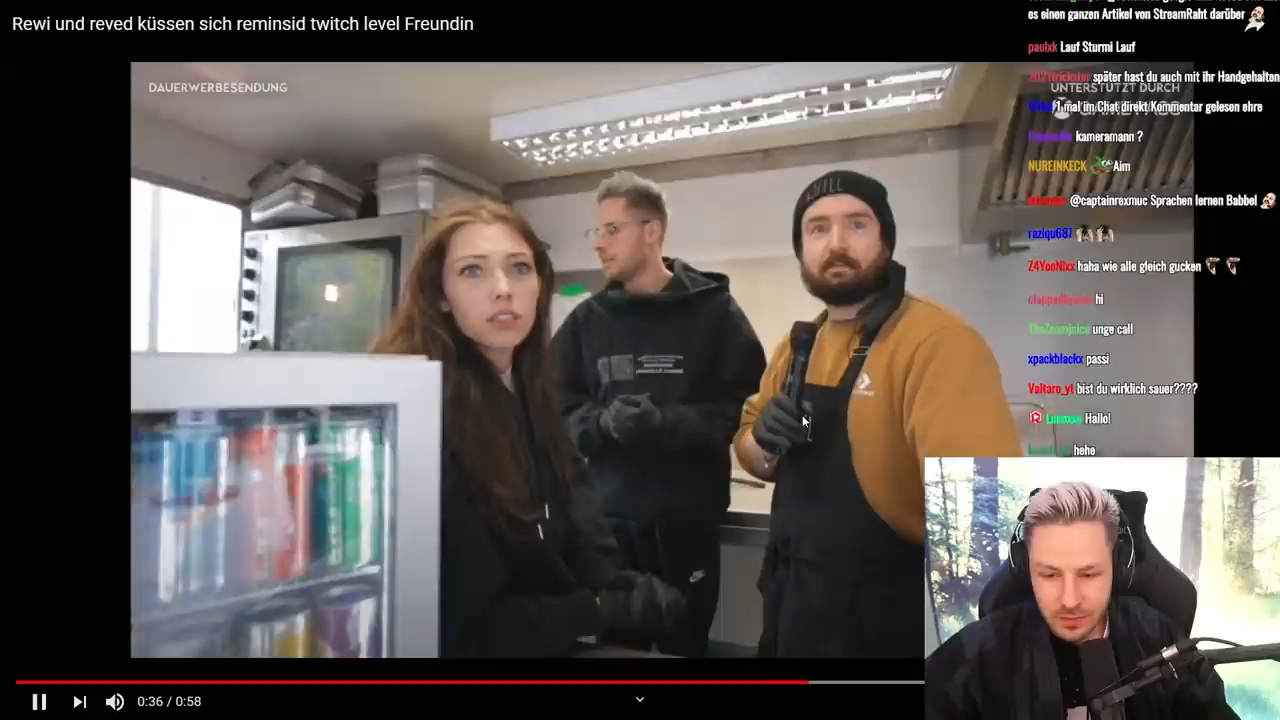 Rewi und reved küssen sich reminsid twitch level Freundin
es einen ganzen Artikel von StreamRaht darüber
paulxk Lauf Sturmi Lauf
später hast du auch mit ihr Handgehalten
DAUERWERBESENDUNG
UNTERSTÜTZT DURCH
1 mal im Chat direkt Kommentar gelesen ehre
kameramann ?
NUREINKECK Aim
@captainrexmuc Sprachen lernen Babbel
raziqu687
Z4YooNixx haha wie alle gleich gucken
hi
unge call
xpackblackx passi
Valtaro_yt bist du wirklich sauer????
Hallo!
hehe
0:36 / 0:58